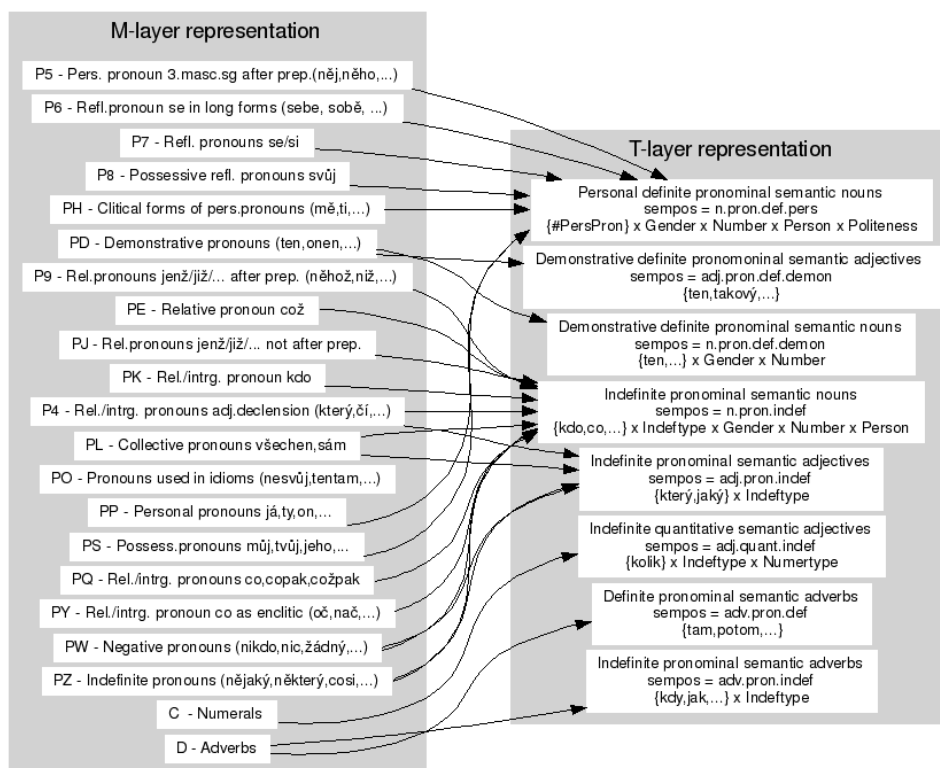 M-layer representation
P5 - Pers. pronoun 3.masc.sg after prep.(něj,něho,...)
P6 - Refl.pronoun se in long forms (sebe, sobě, ...)
P7 - Refl. pronouns se/si
P8 - Possessive refl. pronouns svůj
PH - Clitical forms of pers.pronouns (mě,ti,...)
PD - Demonstrative pronouns (ten,onen,...)
P9 - Rel.pronouns jenž/již/... after prep. (něhož,niž,...)
PE - Relative pronoun což
PJ - Rel.pronouns jenž/již/... not after prep.
PK - Rel./intrg. pronoun kdo
P4 - Rel./intrg. pronouns adj.declension (který,čí,...)
PL - Collective pronouns všechen,sám
PO - Pronouns used in idioms (nesvůj,tentam,...)
PP - Personal pronouns já,ty,on,...
PS - Possess.pronouns můj,tvůj,jeho,...
PQ - Rel./intrg. pronouns co,copak,cožpak
PY - Rel./intrg. pronoun co as enclitic (oč,nač,...)
PW - Negative pronouns (nikdo,nic,žádný,...)
PZ - Indefinite pronouns (nějaký,některý,cosi,...)
C - Numerals
D - Adverbs
T-layer representation
Personal definite pronominal semantic nouns
sempos = n.pron.def.pers
{#PersPron} x Gender x Number x Person x Politeness
Demonstrative definite pronomoninal semantic adjectives
sempos = adj.pron.def.demon
{ten,takový,...}
Demonstrative definite pronominal semantic nouns
sempos = n.pron.def.demon
{ten,...} x Gender x Number
Indefinite pronominal semantic nouns
sempos = n.pron.indef
{kdo,co,...} x Indeftype x Gender x Number x Person
Indefinite pronominal semantic adjectives
sempos = adj.pron.indef
{který,jaký} x Indeftype
Indefinite quantitative semantic adjectives
sempos = adj.quant.indef
{kolik} x Indeftype x Numertype
Definite pronominal semantic adverbs
sempos = adv.pron.def
{tam,potom,...}
Indefinite pronominal semantic adverbs
sempos = adv.pron.indef
{kdy,jak,...} x Indeftype